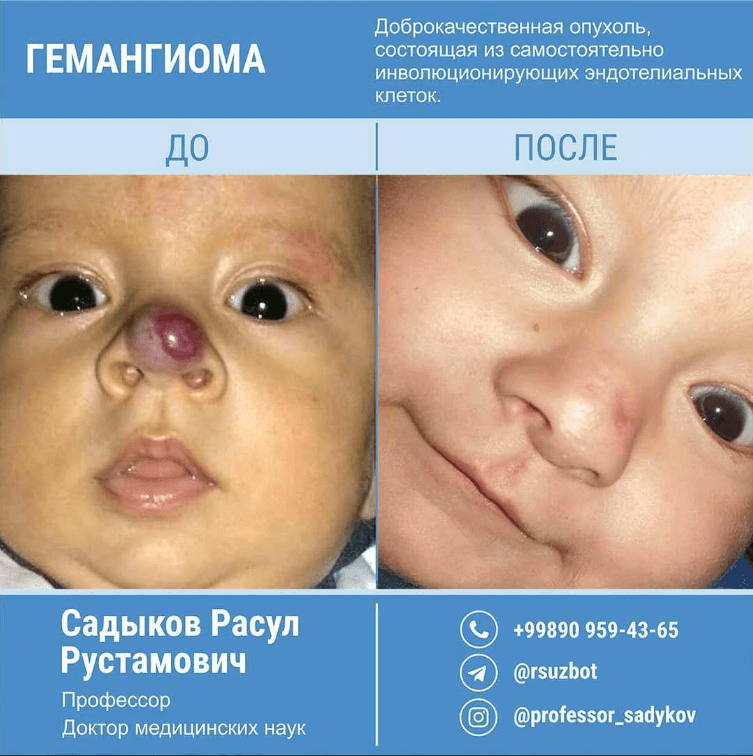 ГЕМАНГИОМА
Доброкачественная опухоль,
состоящая из самостоятельно
инволюционирующих эндотелиальных
клеток.
ДО
ПОСЛЕ
Садыков Расул
Рустамович
Профессор
Доктор медицинских наук
+99890 959-43-65
@rsuzbot
@professor_sadykov